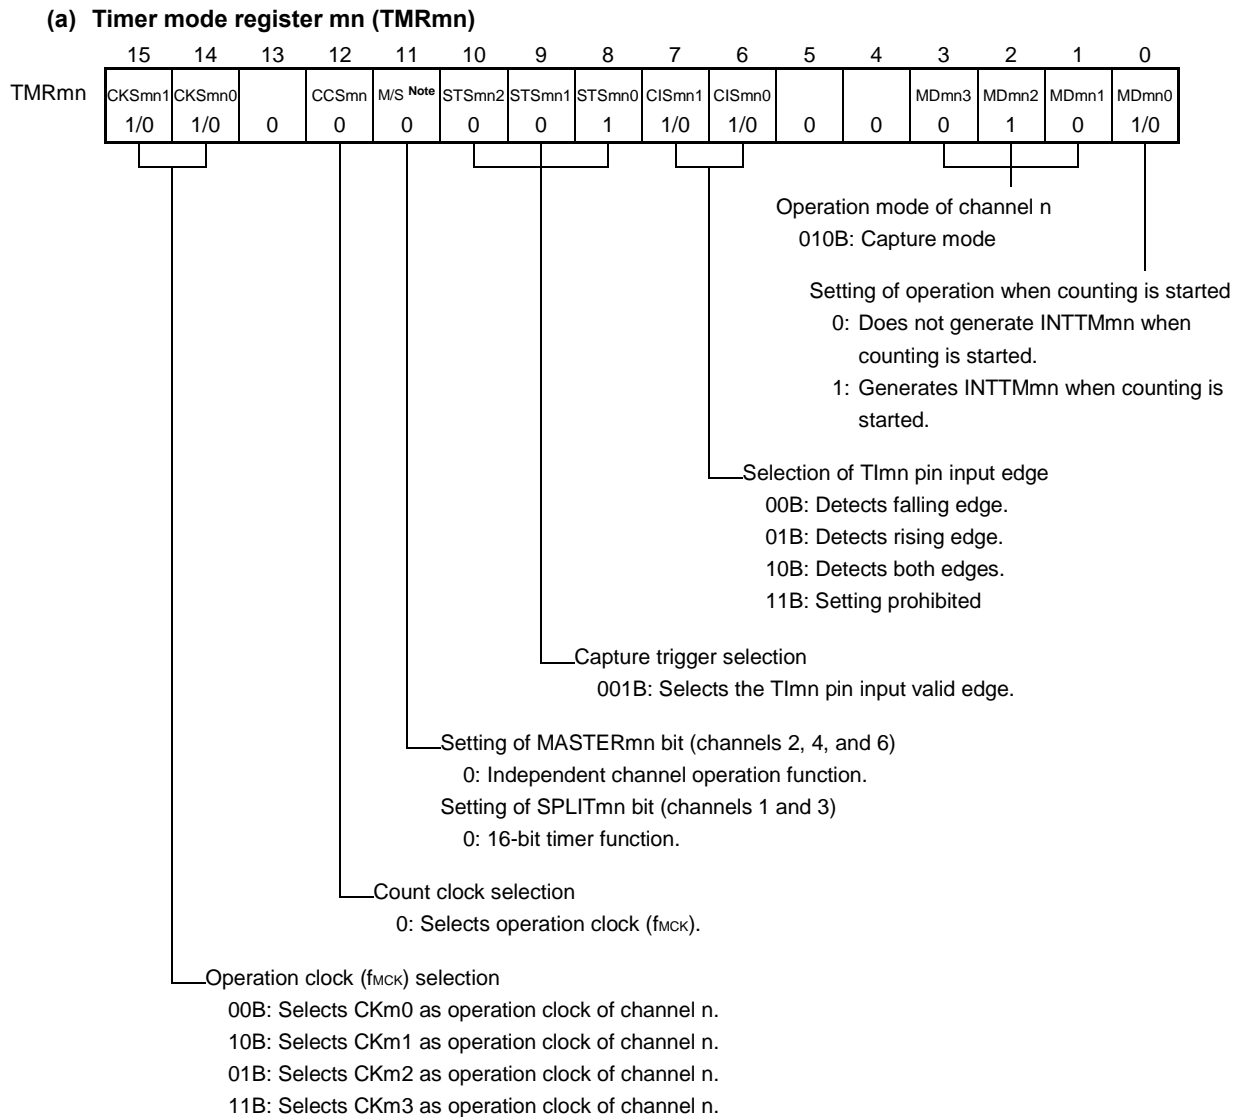 (a) Timer mode register mn (TMRmn)
15 14 13 12 11 10 9 8 7 6 5 4 3 2 1 0
TMRmn CKSmn1 CKSmn0 CCSmn M/S Note STSmn2 STSmn1 STSmn0 CISmn1 CISmn0 MDmn3 MDmn2 MDmn1 MDmn0
1/0 1/0 0 0 0 0 0 1 1/0 1/0 0 0 0 1 0 1/0
Operation mode of channel n
010B: Capture mode
Setting of operation when counting is started
0: Does not generate INTTMmn when
counting is started.
1: Generates INTTMmn when counting is
started.
Selection of TImn pin input edge
00B: Detects falling edge.
01B: Detects rising edge.
10B: Detects both edges.
11B: Setting prohibited
Capture trigger selection
001B: Selects the TImn pin input valid edge.
Setting of MASTERmn bit (channels 2, 4, and 6)
0: Independent channel operation function.
Setting of SPLITmn bit (channels 1 and 3)
0: 16-bit timer function.
Count clock selection
0: Selects operation clock (fMCK).
Operation clock (fMCK) selection
00B: Selects CKm0 as operation clock of channel n.
10B: Selects CKm1 as operation clock of channel n.
01B: Selects CKm2 as operation clock of channel n.
11B: Selects CKm3 as operation clock of channel n.